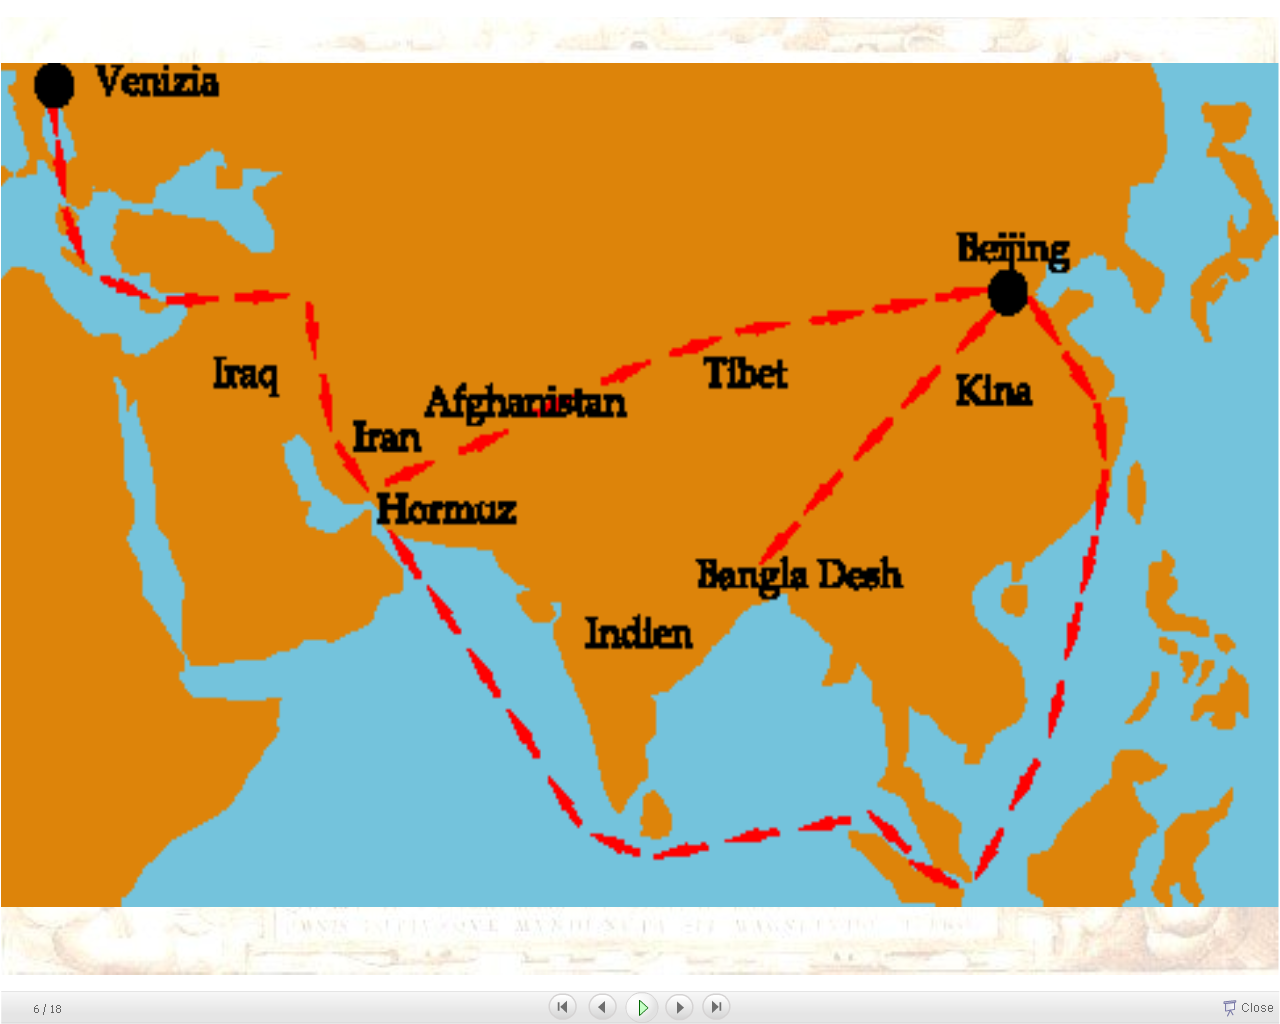 Venizia
Beijing
Iraq
Tibet
Kina
Afghanistan
Iran
Hormuz
Bangla Desh
Indien
6 / 18
Close